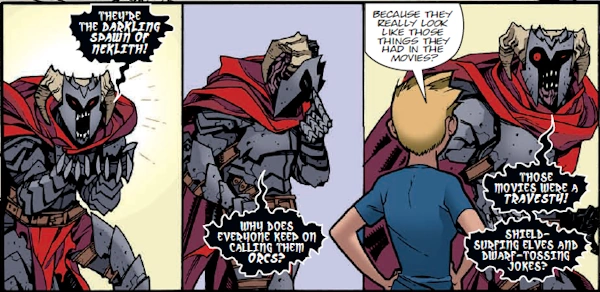 THEY'RE
THE DARKLING
SPAWN OF
NEKLITH!
WHY DOES
EVERYONE KEEP ON
CALLING THEM
ORCS?
BECAUSE THEY
REALLY LOOK
LIKE THOSE
THINGS THEY
HAD IN THE
MOVIES?
THOSE
MOVIES WERE A
TRAVESTY!
SHIELD-
SURFING ELVES AND
DWARF-TOSSING
JOKES?